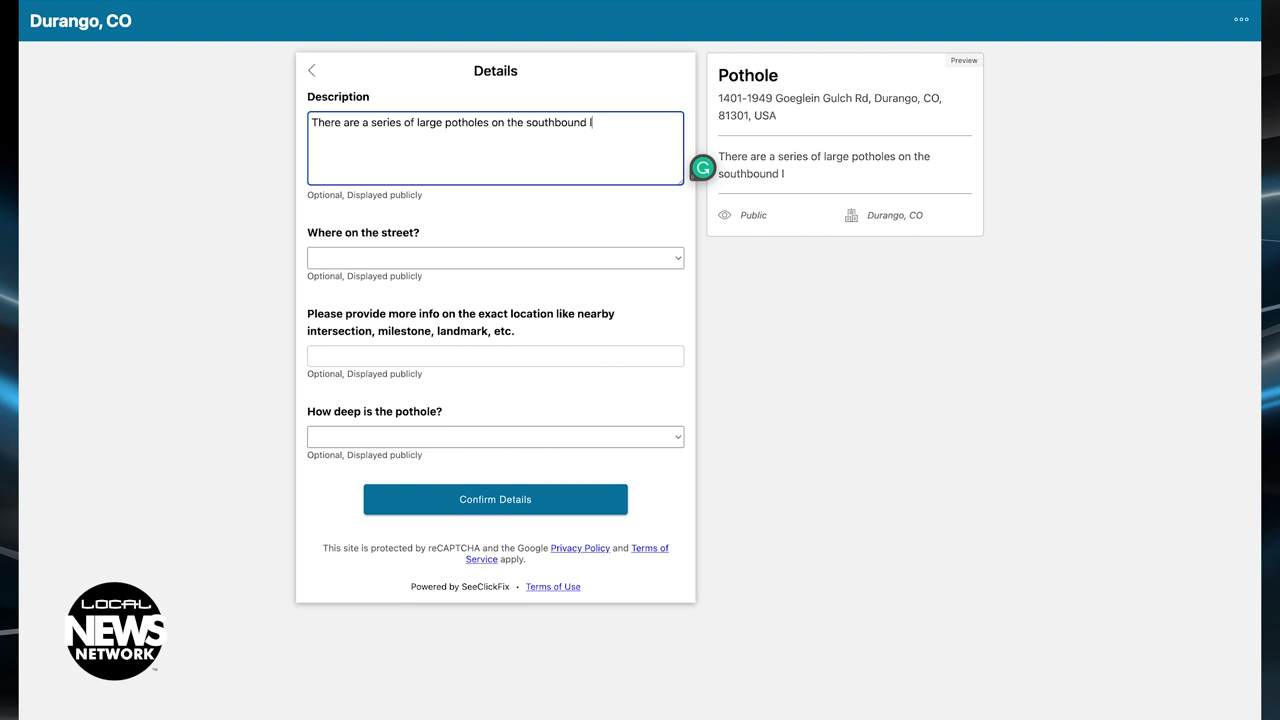 Durango, CO
Details
Description
There are a series of large potholes on the southbound l
Optional, Displayed publicly
Where on the street?
Optional, Displayed publicly
Please provide more info on the exact location like nearby
intersection, milestone, landmark, etc.
Optional, Displayed publicly
How deep is the pothole?
Optional, Displayed publicly
Confirm Details
This site is protected by reCAPTCHA and the Google Privacy Policy and Terms of
Service apply.
Powered by SeeClickFix • Terms of Use
Preview
Pothole
1401-1949 Goeglein Gulch Rd, Durango, CO,
81301, USA
There are a series of large potholes on the
southbound l
Public
Durango, CO
LOCAL
NEWS
NETWORK
™